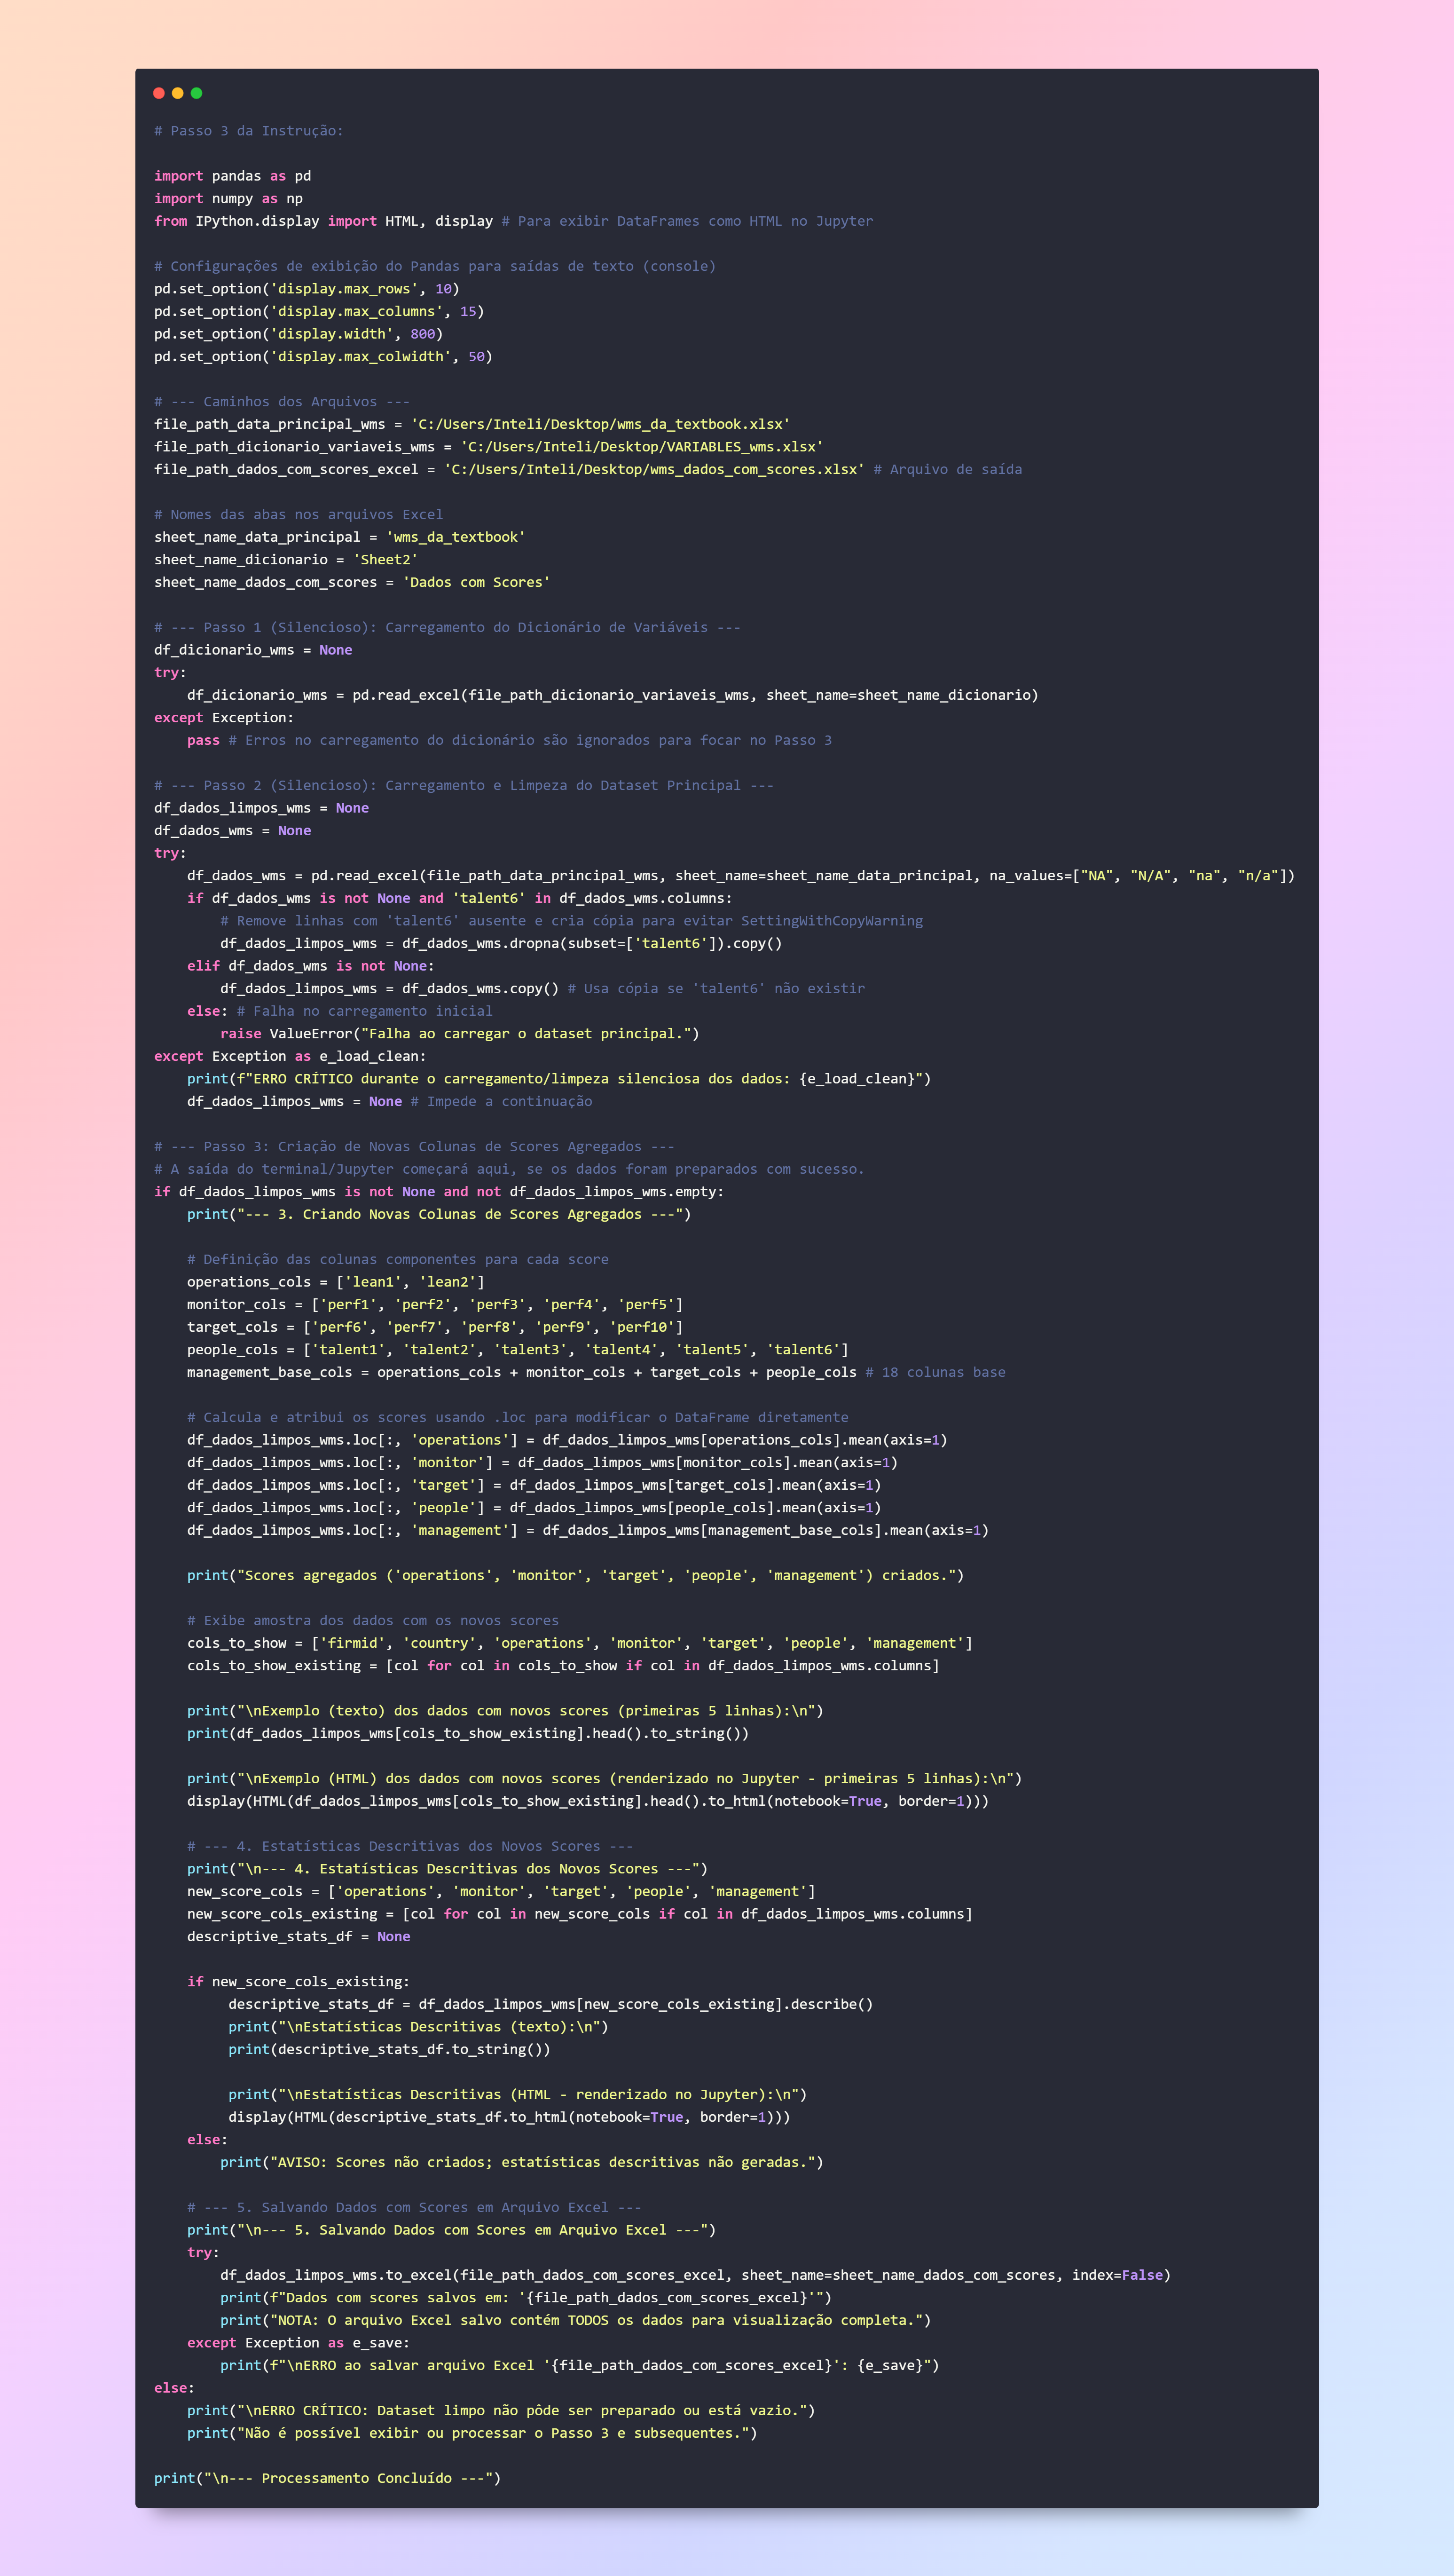 # Passo 3 da Instrução:

import pandas as pd
import numpy as np
from IPython.display import HTML, display # Para exibir DataFrames como HTML no Jupyter

# Configurações de exibição do Pandas para saídas de texto (console)
pd.set_option('display.max_rows', 10)
pd.set_option('display.max_columns', 15)
pd.set_option('display.width', 800)
pd.set_option('display.max_colwidth', 50)

# --- Caminhos dos Arquivos ---
file_path_data_principal_wms = 'C:/Users/Inteli/Desktop/wms_da_textbook.xlsx'
file_path_dicionario_variaveis_wms = 'C:/Users/Inteli/Desktop/VARIABLES_wms.xlsx'
file_path_dados_com_scores_excel = 'C:/Users/Inteli/Desktop/wms_dados_com_scores.xlsx' # Arquivo de saída

# Nomes das abas nos arquivos Excel
sheet_name_data_principal = 'wms_da_textbook'
sheet_name_dicionario = 'Sheet2'
sheet_name_dados_com_scores = 'Dados com Scores'

# --- Passo 1 (Silencioso): Carregamento do Dicionário de Variáveis ---
df_dicionario_wms = None
try:
    df_dicionario_wms = pd.read_excel(file_path_dicionario_variaveis_wms, sheet_name=sheet_name_dicionario)
except Exception:
    pass # Erros no carregamento do dicionário são ignorados para focar no Passo 3

# --- Passo 2 (Silencioso): Carregamento e Limpeza do Dataset Principal ---
df_dados_limpos_wms = None
df_dados_wms = None
try:
    df_dados_wms = pd.read_excel(file_path_data_principal_wms, sheet_name=sheet_name_data_principal, na_values=["NA", "N/A", "na", "n/a"])
    if df_dados_wms is not None and 'talent6' in df_dados_wms.columns:
        # Remove linhas com 'talent6' ausente e cria cópia para evitar SettingWithCopyWarning
        df_dados_limpos_wms = df_dados_wms.dropna(subset=['talent6']).copy()
    elif df_dados_wms is not None:
        df_dados_limpos_wms = df_dados_wms.copy() # Usa cópia se 'talent6' não existir
    else: # Falha no carregamento inicial
        raise ValueError("Falha ao carregar o dataset principal.")
except Exception as e_load_clean:
    print(f"ERRO CRÍTICO durante o carregamento/limpeza silenciosa dos dados: {e_load_clean}")
    df_dados_limpos_wms = None # Impede a continuação

# --- Passo 3: Criação de Novas Colunas de Scores Agregados ---
# A saída do terminal/Jupyter começará aqui, se os dados foram preparados com sucesso.
if df_dados_limpos_wms is not None and not df_dados_limpos_wms.empty:
    print("--- 3. Criando Novas Colunas de Scores Agregados ---")

    # Definição das colunas componentes para cada score
    operations_cols = ['lean1', 'lean2']
    monitor_cols = ['perf1', 'perf2', 'perf3', 'perf4', 'perf5']
    target_cols = ['perf6', 'perf7', 'perf8', 'perf9', 'perf10']
    people_cols = ['talent1', 'talent2', 'talent3', 'talent4', 'talent5', 'talent6']
    management_base_cols = operations_cols + monitor_cols + target_cols + people_cols # 18 colunas base

    # Calcula e atribui os scores usando .loc para modificar o DataFrame diretamente
    df_dados_limpos_wms.loc[:, 'operations'] = df_dados_limpos_wms[operations_cols].mean(axis=1)
    df_dados_limpos_wms.loc[:, 'monitor'] = df_dados_limpos_wms[monitor_cols].mean(axis=1)
    df_dados_limpos_wms.loc[:, 'target'] = df_dados_limpos_wms[target_cols].mean(axis=1)
    df_dados_limpos_wms.loc[:, 'people'] = df_dados_limpos_wms[people_cols].mean(axis=1)
    df_dados_limpos_wms.loc[:, 'management'] = df_dados_limpos_wms[management_base_cols].mean(axis=1)

    print("Scores agregados ('operations', 'monitor', 'target', 'people', 'management') criados.")

    # Exibe amostra dos dados com os novos scores
    cols_to_show = ['firmid', 'country', 'operations', 'monitor', 'target', 'people', 'management']
    cols_to_show_existing = [col for col in cols_to_show if col in df_dados_limpos_wms.columns]

    print("\nExemplo (texto) dos dados com novos scores (primeiras 5 linhas):\n")
    print(df_dados_limpos_wms[cols_to_show_existing].head().to_string())

    print("\nExemplo (HTML) dos dados com novos scores (renderizado no Jupyter - primeiras 5 linhas):\n")
    display(HTML(df_dados_limpos_wms[cols_to_show_existing].head().to_html(notebook=True, border=1)))

    # --- 4. Estatísticas Descritivas dos Novos Scores ---
    print("\n--- 4. Estatísticas Descritivas dos Novos Scores ---")
    new_score_cols = ['operations', 'monitor', 'target', 'people', 'management']
    new_score_cols_existing = [col for col in new_score_cols if col in df_dados_limpos_wms.columns]
    descriptive_stats_df = None

    if new_score_cols_existing:
         descriptive_stats_df = df_dados_limpos_wms[new_score_cols_existing].describe()
         print("\nEstatísticas Descritivas (texto):\n")
         print(descriptive_stats_df.to_string())

         print("\nEstatísticas Descritivas (HTML - renderizado no Jupyter):\n")
         display(HTML(descriptive_stats_df.to_html(notebook=True, border=1)))
    else:
        print("AVISO: Scores não criados; estatísticas descritivas não geradas.")

    # --- 5. Salvando Dados com Scores em Arquivo Excel ---
    print("\n--- 5. Salvando Dados com Scores em Arquivo Excel ---")
    try:
        df_dados_limpos_wms.to_excel(file_path_dados_com_scores_excel, sheet_name=sheet_name_dados_com_scores, index=False)
        print(f"Dados com scores salvos em: '{file_path_dados_com_scores_excel}'")
        print("NOTA: O arquivo Excel salvo contém TODOS os dados para visualização completa.")
    except Exception as e_save:
        print(f"\nERRO ao salvar arquivo Excel '{file_path_dados_com_scores_excel}': {e_save}")
else:
    print("\nERRO CRÍTICO: Dataset limpo não pôde ser preparado ou está vazio.")
    print("Não é possível exibir ou processar o Passo 3 e subsequentes.")

print("\n--- Processamento Concluído ---")